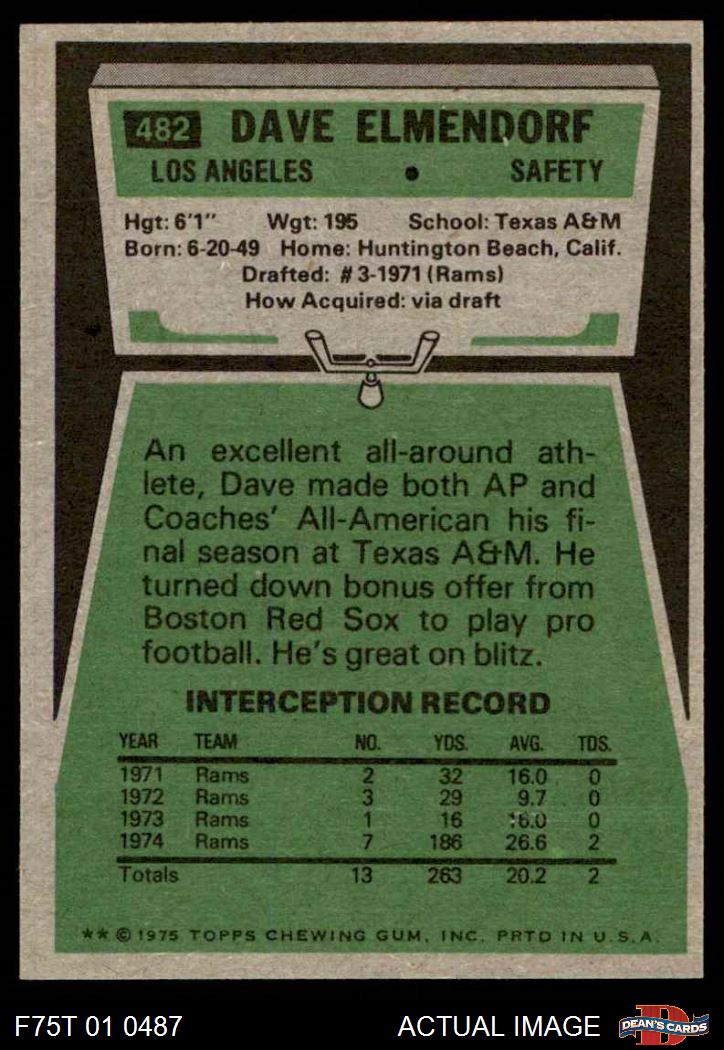 482 DAVE ELMENDORF
LOS ANGELES • SAFETY
Hgt: 6'1" Wgt: 195 School: Texas A&M
Born: 6-20-49 Home: Huntington Beach, Calif.
Drafted: #3-1971 (Rams)
How Acquired: via draft
An excellent all-around ath-
lete, Dave made both AP and
Coaches' All-American his fi-
nal season at Texas A&M. He
turned down bonus offer from
Boston Red Sox to play pro
football. He's great on blitz.
INTERCEPTION RECORD
YEAR TEAM NO. YDS. AVG. TDS.
1971 Rams 2 32 16.0 0
1972 Rams 3 29 9.7 0
1973 Rams 1 16 16.0 0
1974 Rams 7 186 26.6 2
Totals 13 263 20.2 2
** © 1975 TOPPS CHEWING GUM, INC. PRTD IN U.S.A.
F75T 01 0487 ACTUAL IMAGE DEAN'S CARDS